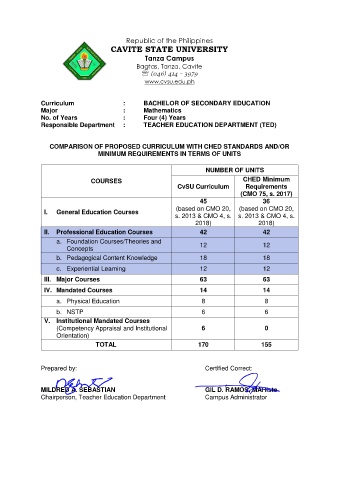 Republic of the Philippines
CAVITE STATE UNIVERSITY
Tanza Campus
Bagtas, Tanza, Cavite
☏ (046) 414 - 3979
www.cvsu.edu.ph
Curriculum : BACHELOR OF SECONDARY EDUCATION
Major : Mathematics
No. of Years : Four (4) Years
Responsible Department : TEACHER EDUCATION DEPARTMENT (TED)
COMPARISON OF PROPOSED CURRICULUM WITH CHED STANDARDS AND/OR
MINIMUM REQUIREMENTS IN TERMS OF UNITS
COURSES
NUMBER OF UNITS
CvSU Curriculum
CHED Minimum
Requirements
(CMO 75, s. 2017)
I. General Education Courses
45
(based on CMO 20,
s. 2013 & CMO 4, s.
2018)
36
(based on CMO 20,
s. 2013 & CMO 4, s.
2018)
II. Professional Education Courses 42 42
a. Foundation Courses/Theories and
Concepts 12 12
b. Pedagogical Content Knowledge 18 18
c. Experiential Learning 12 12
III. Major Courses 63 63
IV. Mandated Courses 14 14
a. Physical Education 8 8
b. NSTP 6 6
V. Institutional Mandated Courses
(Competency Appraisal and Institutional
Orientation) 6 0
TOTAL 170 155
Prepared by: Certified Correct:
MILDRED A. SEBASTIAN GIL D. RAMOS,
Chairperson, Teacher Education Department Campus Administrator